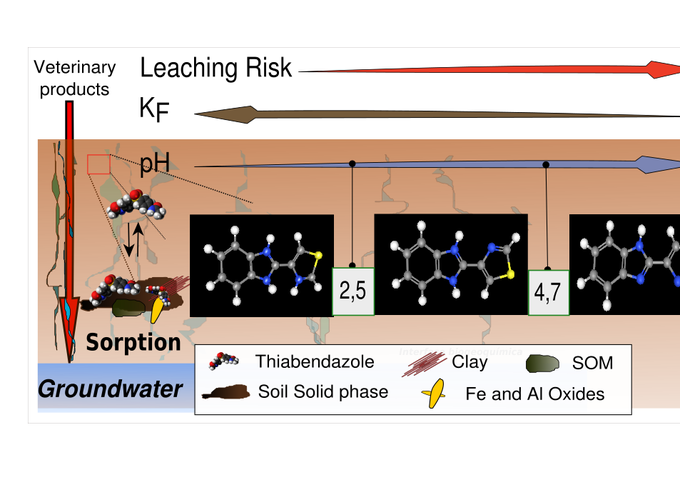 Veterinary
products
Leaching Risk
KF
pH
2,5
4,7
Sorption
Groundwater
Thiabendazole
Clay
SOM
Soil Solid phase
Fe and Al Oxides